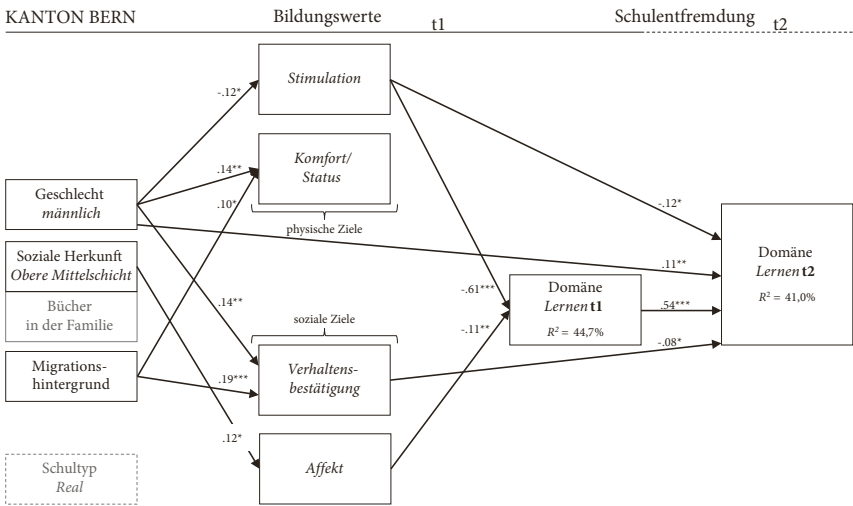 KANTON BERN
Bildungswerte
t1
Schulentfremdung
t2
Stimulation
-.12*
Komfort/
Status
.14**
.10*
physische Ziele
Geschlecht
männlich
-.12*
Soziale Herkunft
Obere Mittelschicht
Bücher
in der Familie
Domäne
Lernen t2
R² = 41,0%
.11**
Domäne
Lernen t1
R² = 44,7%
-.61***
.54***
.14**
soziale Ziele
-.11**
-.08*
Migrations-
hintergrund
.19***
Verhaltens-
bestätigung
.12*
Affekt
Schultyp
Real